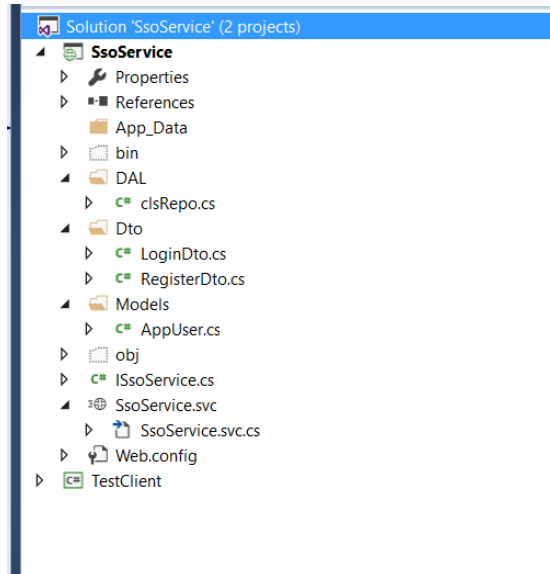 Solution 'SsoService' (2 projects)
SsoService
Properties
References
App_Data
bin
DAL
C# clsRepo.cs
Dto
C# LoginDto.cs
C# RegisterDto.cs
Models
C# AppUser.cs
obj
C# ISsoService.cs
SsoService.svc
SsoService.svc.cs
Web.config
C# TestClient